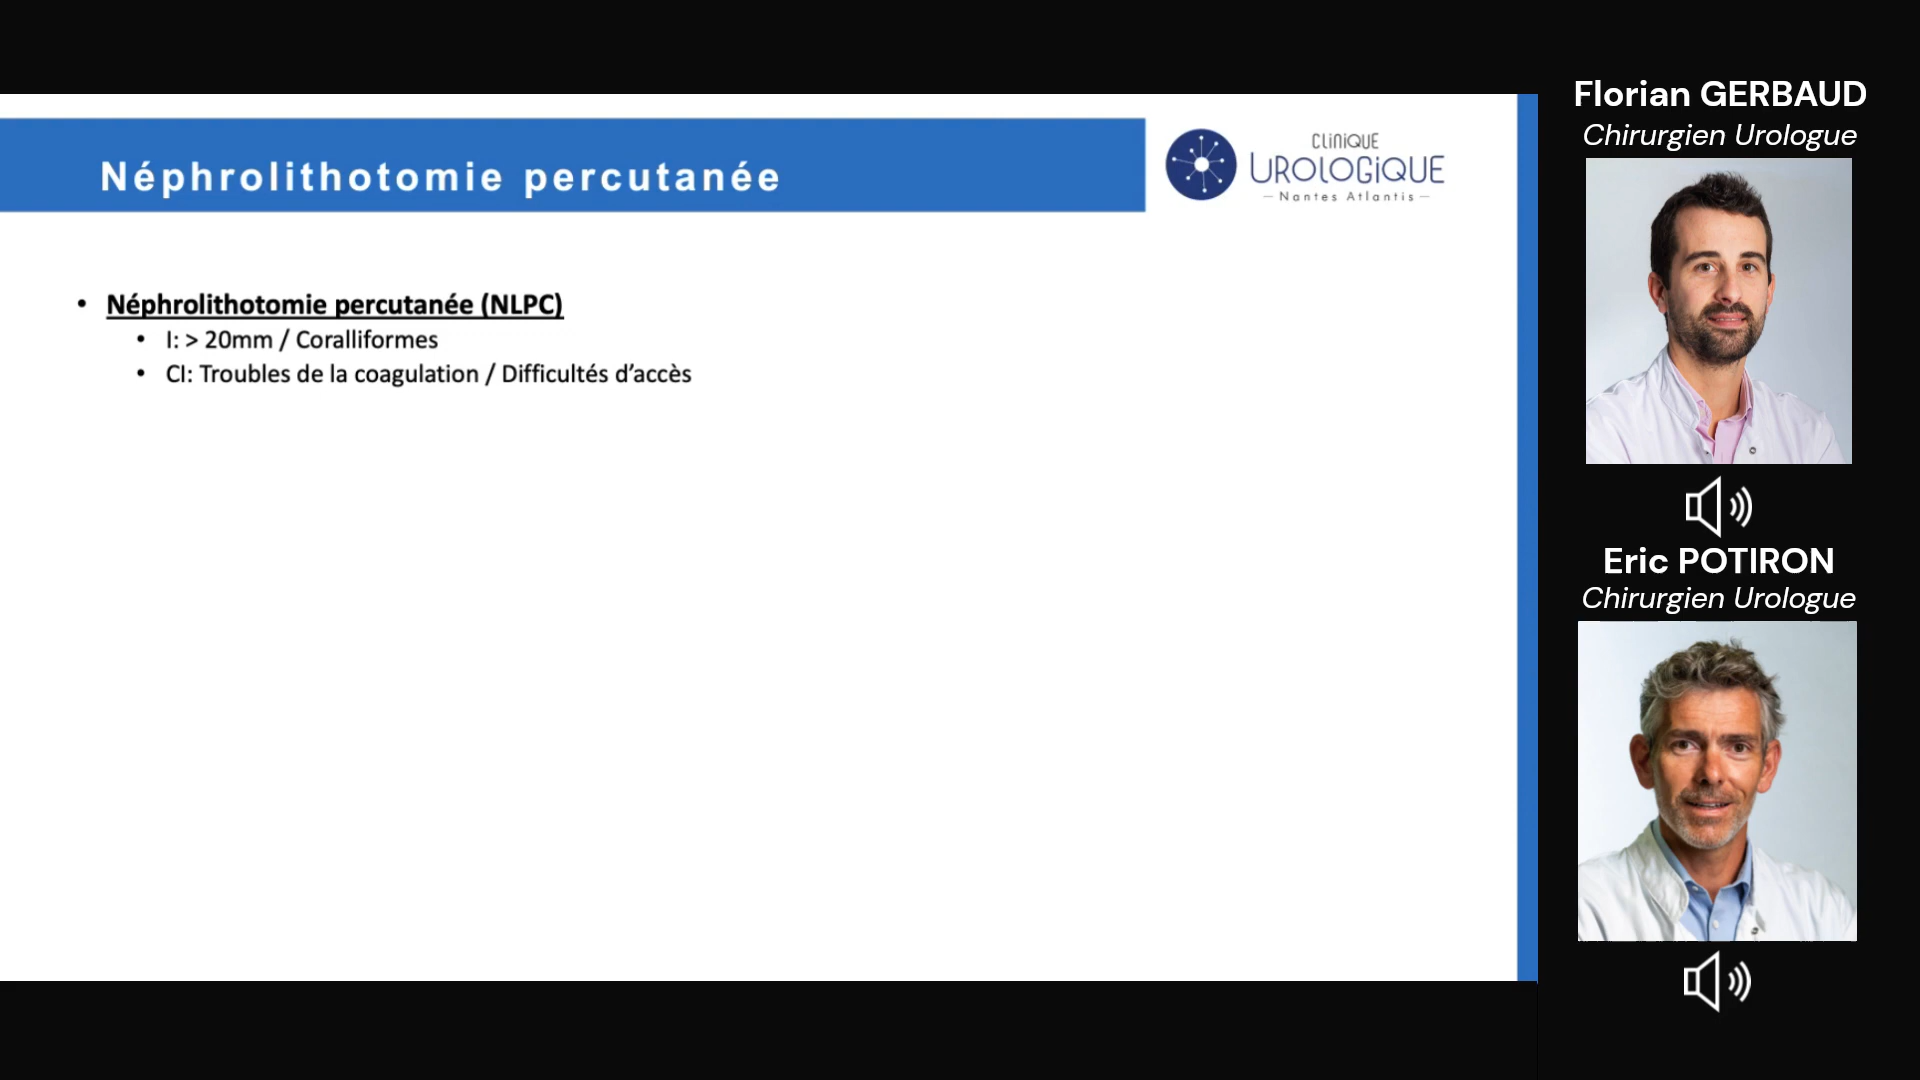 Néphrolithotomie percutanée
CLINIQUE
UROLOGIQUE
Nantes Atlantis
• Néphrolithotomie percutanée (NLPC)
• I: > 20mm / Coralliformes
• CI: Troubles de la coagulation / Difficultés d’accès
Florian GERBAUD
Chirurgien Urologue
Eric POTIRON
Chirurgien Urologue